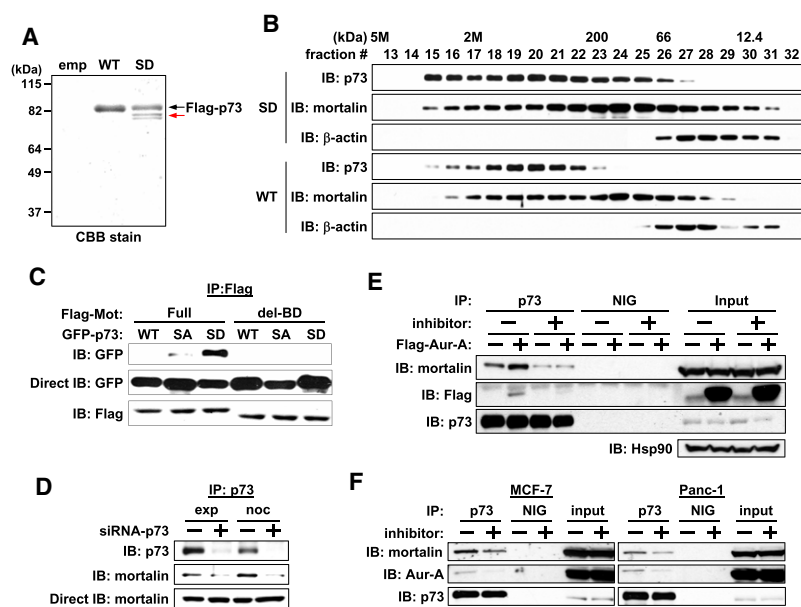 A
emp WT SD
(kDa)
115
82
64
49
37
Flag-p73
CBB stain
B
(kDa) 5M 2M 200 66 12.4
fraction # 13 14 15 16 17 18 19 20 21 22 23 24 25 26 27 28 29 30 31 32
SD
IB: p73
IB: mortalin
IB: β-actin
WT
IB: p73
IB: mortalin
IB: β-actin
C
IP:Flag
Flag-Mot: Full del-BD
GFP-p73: WT SA SD WT SA SD
IB: GFP
Direct IB: GFP
IB: Flag
D
IP: p73
exp noc
siRNA-p73 − + − +
IB: p73
IB: mortalin
Direct IB: mortalin
E
IP: p73 NIG Input
inhibitor: − + − + − +
Flag-Aur-A: − + − + − + − + − + − +
IB: mortalin
IB: Flag
IB: p73
IB: Hsp90
F
MCF-7 Panc-1
IP: p73 NIG input p73 NIG input
inhibitor: − + − + − + − + − + − +
IB: mortalin
IB: Aur-A
IB: p73